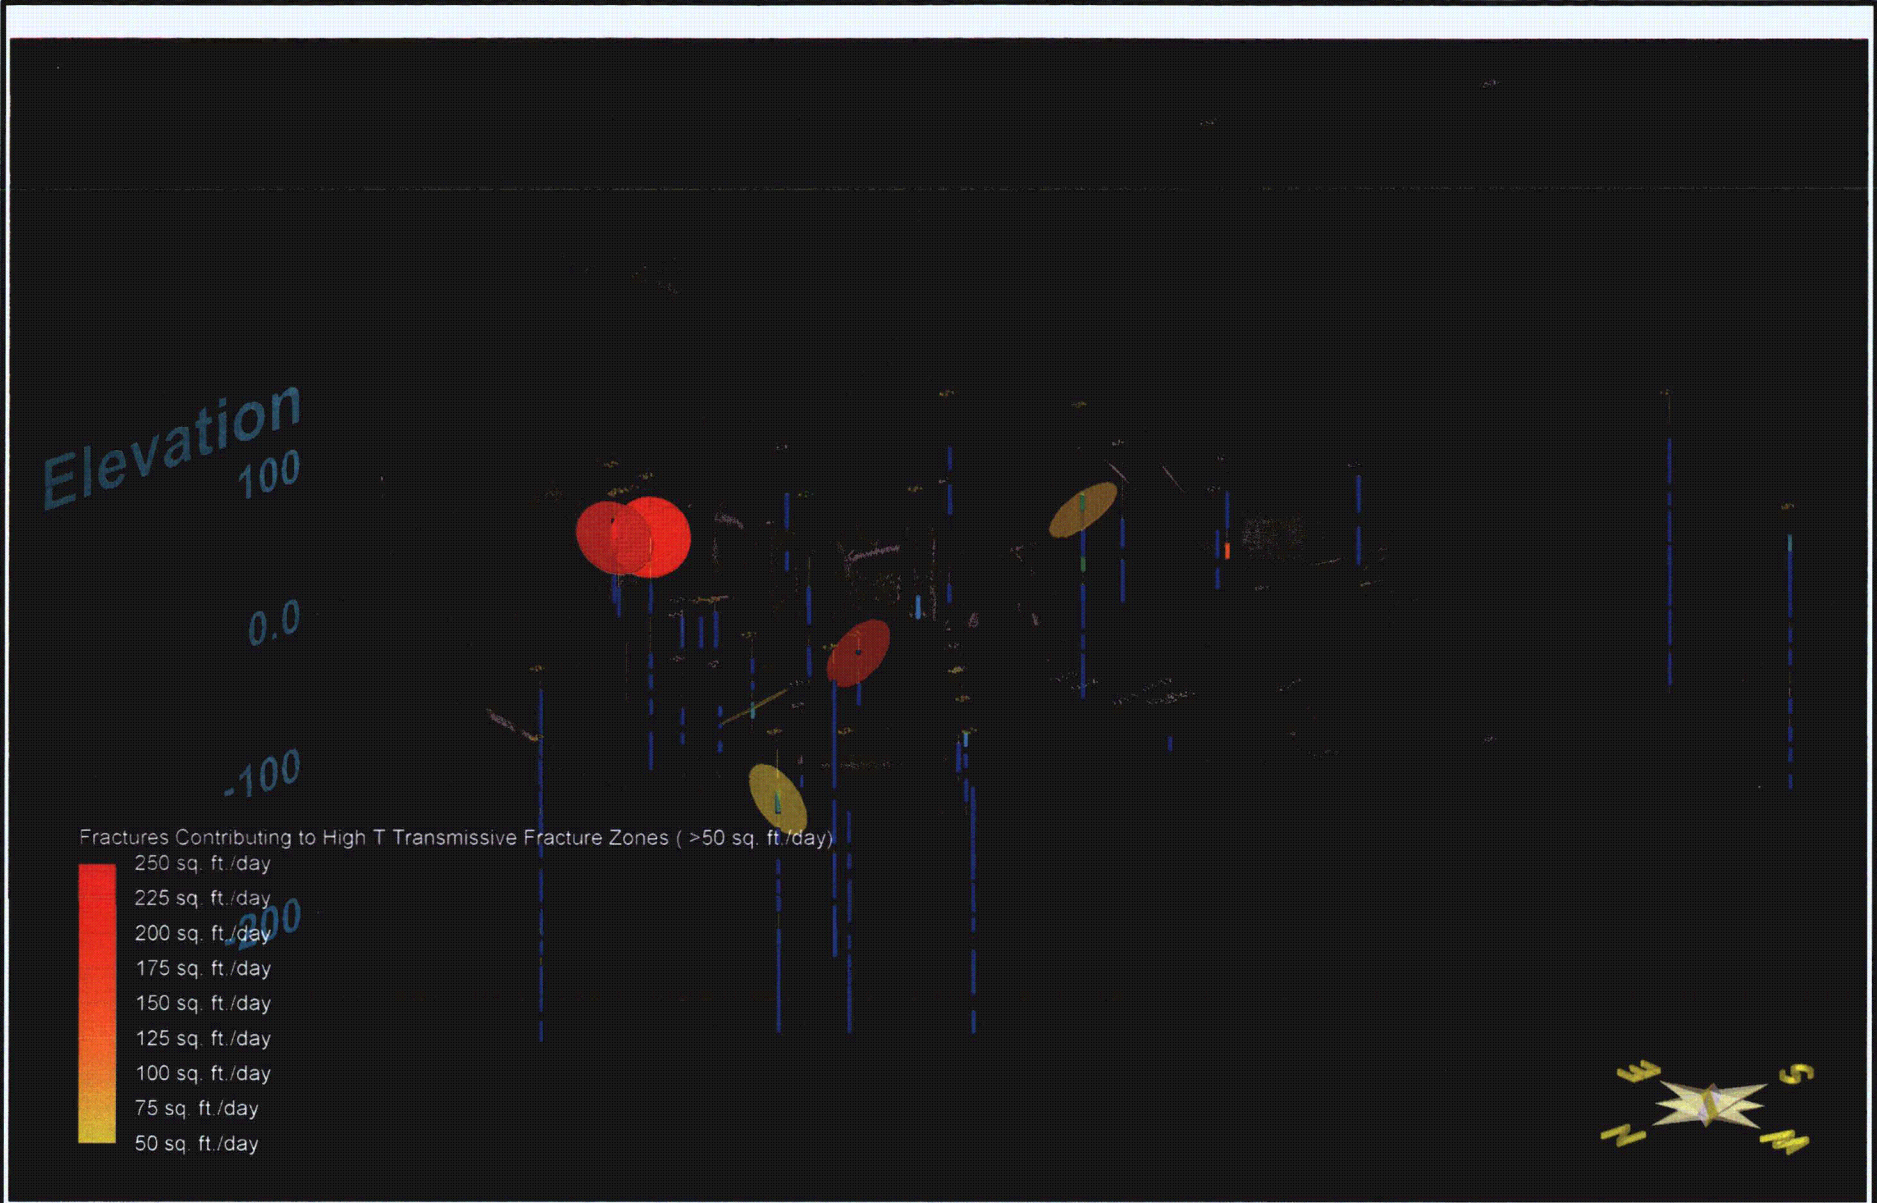 Elevation
100
0.0
-100
-200
Fractures Contributing to High T Transmissive Fracture Zones ( >50 sq. ft./day)
250 sq. ft./day
225 sq. ft./day
200 sq. ft./day
175 sq. ft./day
150 sq. ft./day
125 sq. ft./day
100 sq. ft./day
75 sq. ft./day
50 sq. ft./day
E S
N W